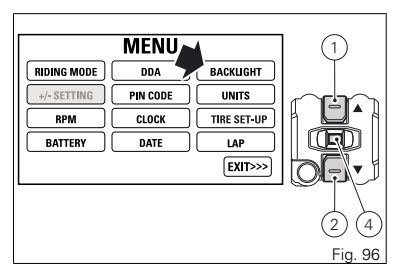 MENU
RIDING MODE DDA BACKLIGHT
+/- SETTING PIN CODE UNITS
RPM CLOCK TIRE SET-UP
BATTERY DATE LAP
EXIT>>>
1
2 4
Fig. 96